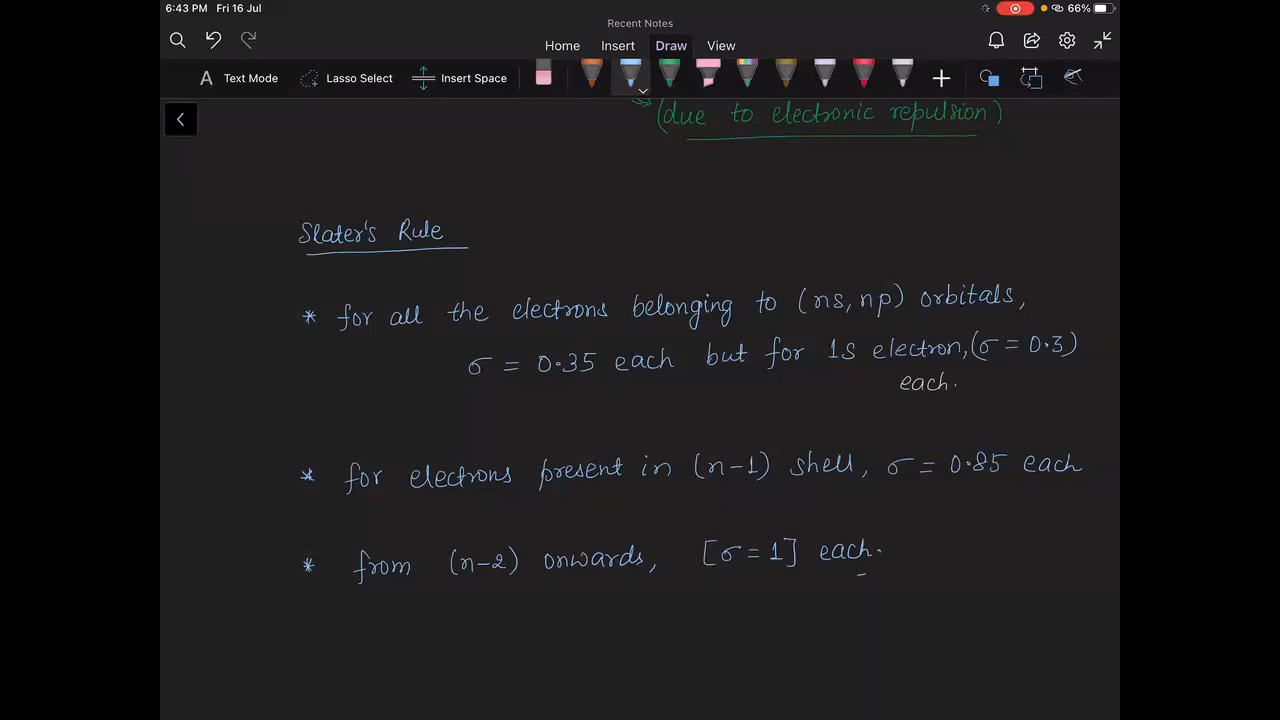 6:43 PM Fri 16 Jul
66%
Recent Notes
Home Insert Draw View
A Text Mode Lasso Select Insert Space
(due to electronic repulsion)
Slater's Rule
* for all the electrons belonging to (ns, np) orbitals,
σ = 0.35 each but for 1s electron, (σ = 0.3)
each.
* for electrons present in (n-1) shell, σ = 0.85 each
* from (n-2) onwards, [σ = 1] each.